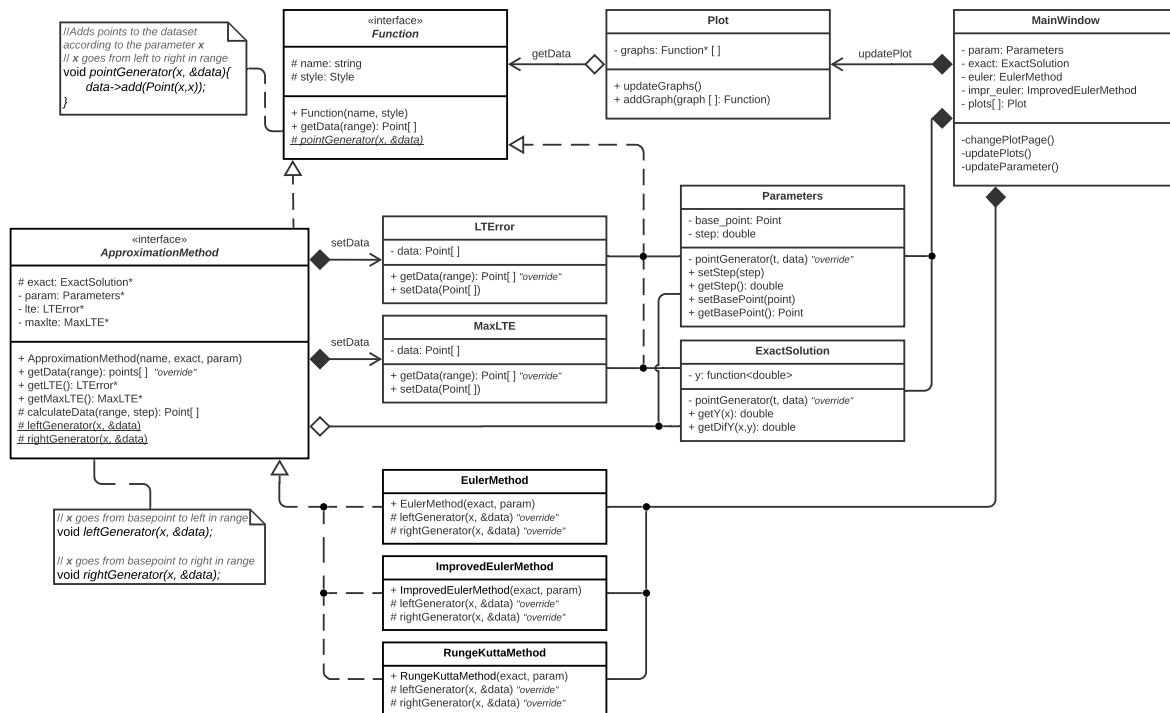 //Adds points to the dataset
according to the parameter x
// x goes from left to right in range
void pointGenerator(x, &data){
data->add(Point(x,x));
}
«interface»
Function
# name: string
# style: Style
+ Function(name, style)
+ getData(range): Point[ ]
# pointGenerator(x, &data)
getData
Plot
- graphs: Function* [ ]
+ updateGraphs()
+ addGraph(graph [ ]: Function)
updatePlot
MainWindow
- param: Parameters
- exact: ExactSolution
- euler: EulerMethod
- impr_euler: ImprovedEulerMethod
- plots[ ]: Plot
-changePlotPage()
-updatePlots()
-updateParameter()
«interface»
ApproximationMethod
# exact: ExactSolution*
- param: Parameters*
- lte: LTError*
- maxlte: MaxLTE*
+ ApproximationMethod(name, exact, param)
+ getData(range): points[ ] "override"
+ getLTE(): LTError*
+ getMaxLTE(): MaxLTE*
# calculateData(range, step): Point[ ]
# leftGenerator(x, &data)
# rightGenerator(x, &data)
setData
LTError
- data: Point[ ]
+ getData(range): Point[ ] "override"
+ setData(Point[ ])
setData
MaxLTE
- data: Point[ ]
+ getData(range): Point[ ] "override"
+ setData(Point[ ])
Parameters
- base_point: Point
- step: double
- pointGenerator(t, data) "override"
+ setStep(step)
+ getStep(): double
+ setBasePoint(point)
+ getBasePoint(): Point
ExactSolution
- y: function<double>
- pointGenerator(t, data) "override"
+ getY(x): double
+ getDifY(x,y): double
// x goes from basepoint to left in range
void leftGenerator(x, &data);
// x goes from basepoint to right in range
void rightGenerator(x, &data);
EulerMethod
+ EulerMethod(exact, param)
# leftGenerator(x, &data) "override"
# rightGenerator(x, &data) "override"
ImprovedEulerMethod
+ ImprovedEulerMethod(exact, param)
# leftGenerator(x, &data) "override"
# rightGenerator(x, &data) "override"
RungeKuttaMethod
+ RungeKuttaMethod(exact, param)
# leftGenerator(x, &data) "override"
# rightGenerator(x, &data) "override"